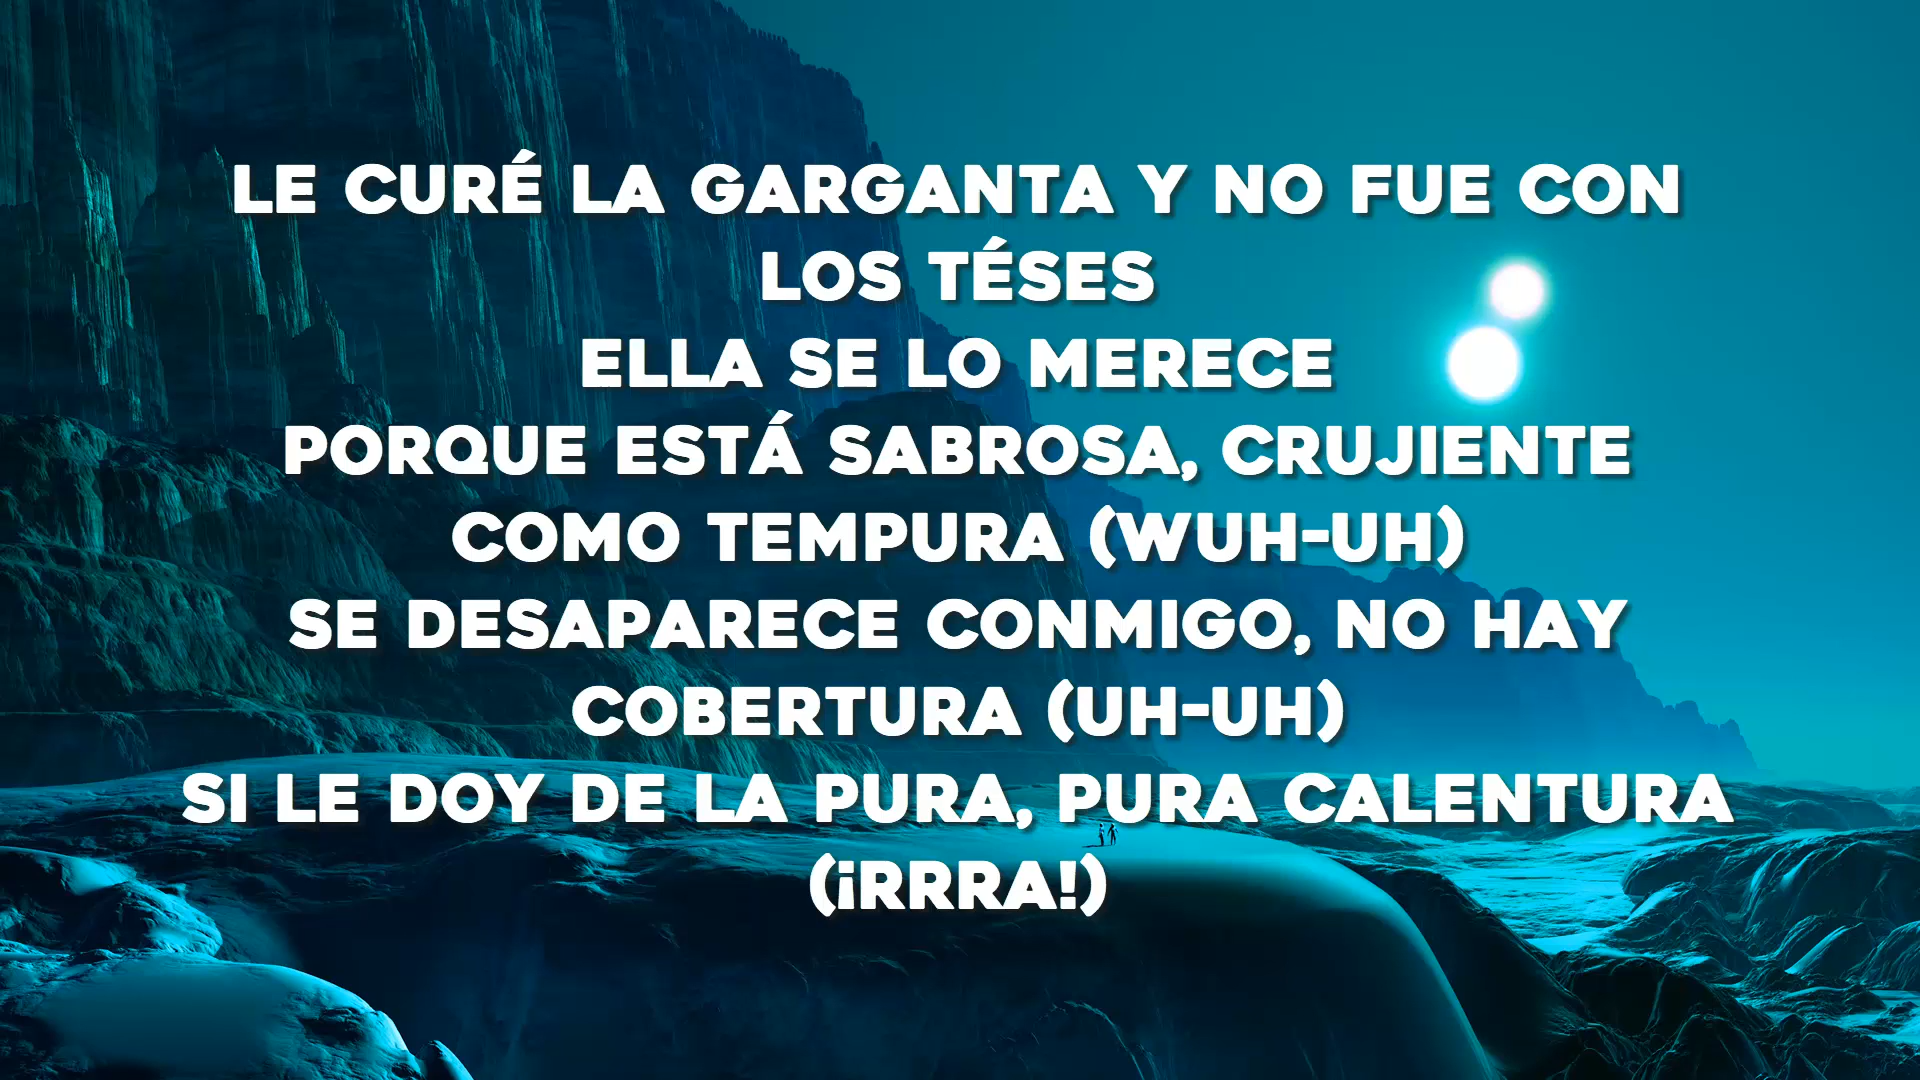 LE CURÉ LA GARGANTA Y NO FUE CON
LOS TÉSES
ELLA SE LO MERECE
PORQUE ESTÁ SABROSA, CRUJIENTE
COMO TEMPURA (WUH-UH)
SE DESAPARECE CONMIGO, NO HAY
COBERTURA (UH-UH)
SI LE DOY DE LA PURA, PURA CALENTURA
(¡RRRA!)